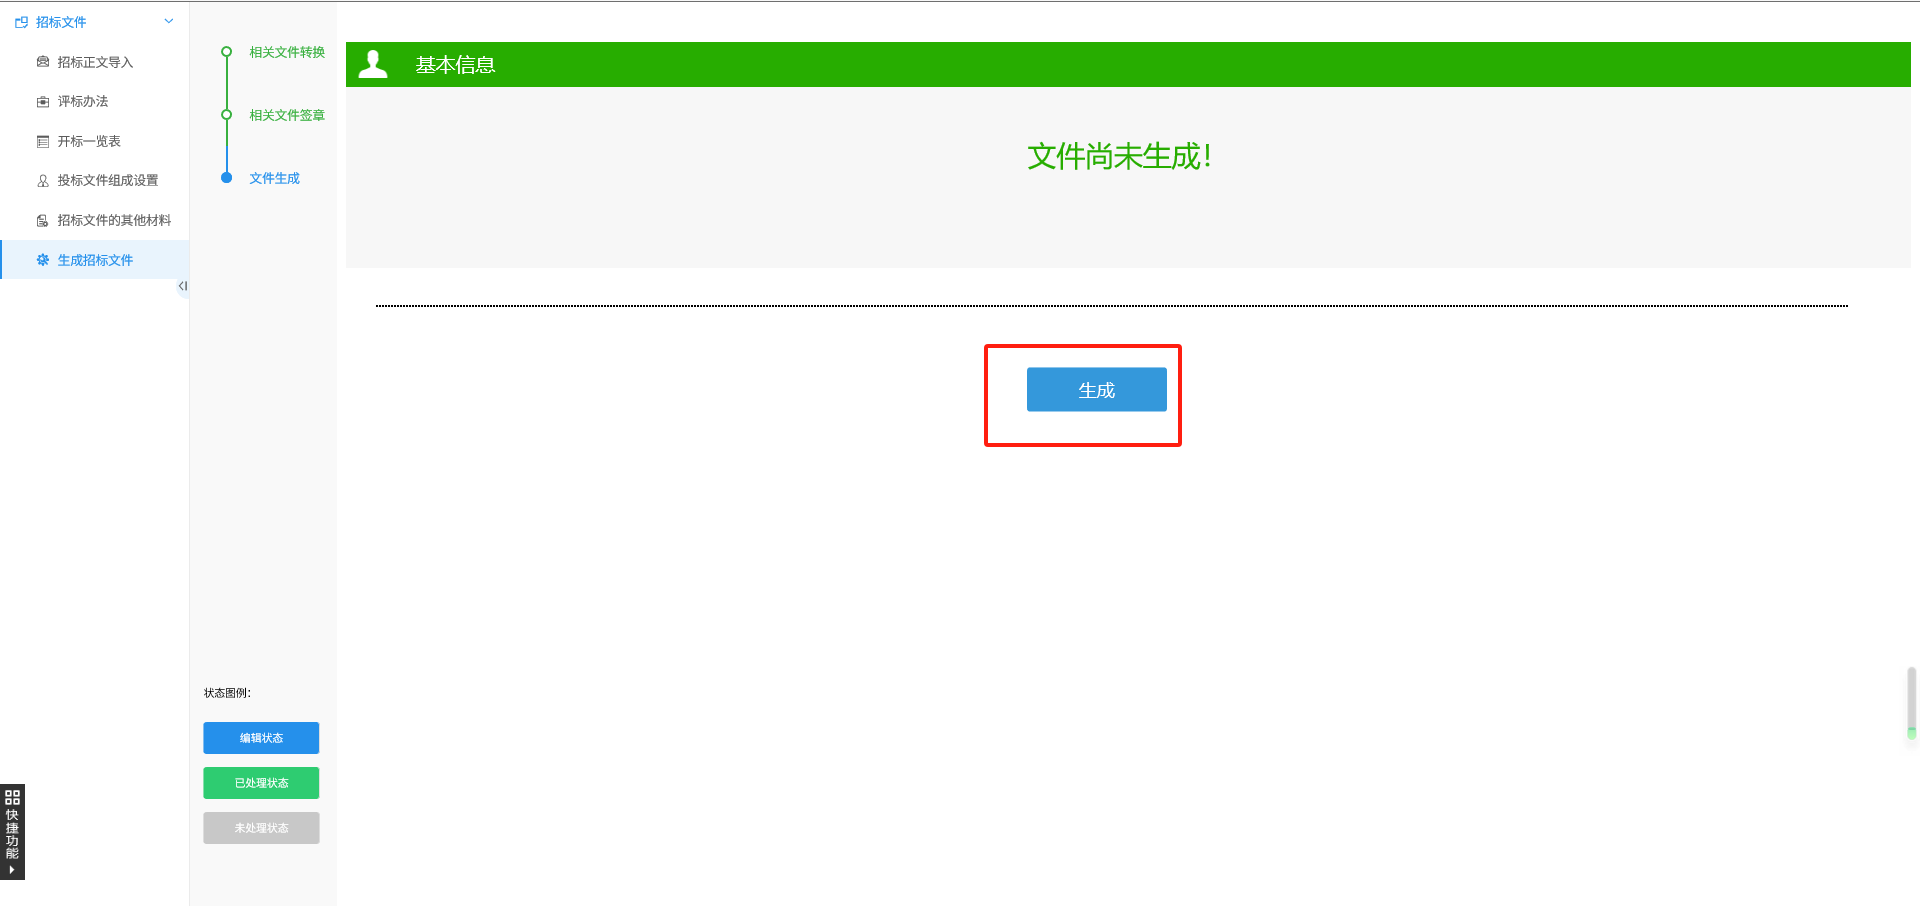 招标文件
招标正文导入
评标办法
开标一览表
投标文件组成设置
招标文件的其他材料
生成招标文件
相关文件转换
相关文件签章
文件生成
基本信息
文件尚未生成!
生成
状态图例:
编辑状态
已处理状态
未处理状态
快捷功能